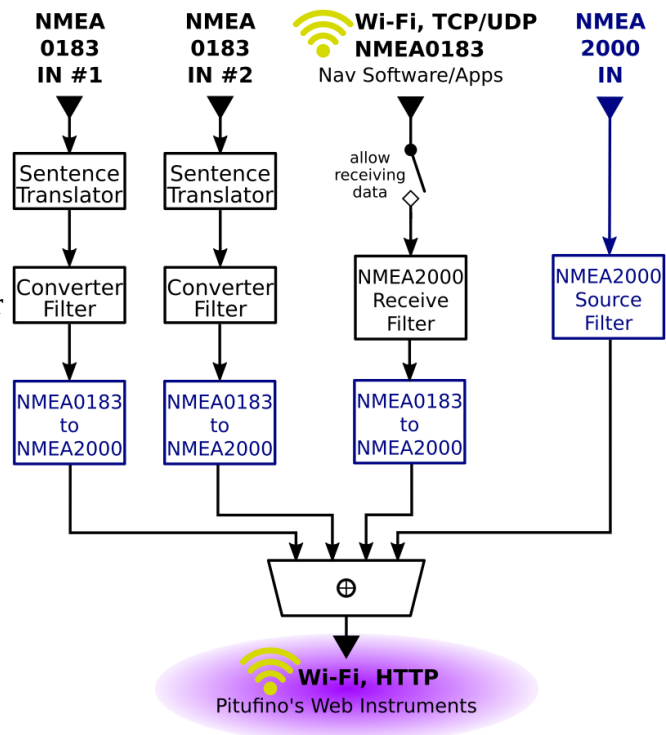 NMEA
0183
IN #1
NMEA
0183
IN #2
Wi-Fi, TCP/UDP
NMEA0183
Nav Software/Apps
NMEA
2000
IN
Sentence
Translator
Sentence
Translator
allow
receiving
data
Converter
Filter
Converter
Filter
NMEA2000
Receive
Filter
NMEA2000
Source
Filter
NMEA0183
to
NMEA2000
NMEA0183
to
NMEA2000
NMEA0183
to
NMEA2000
Wi-Fi, HTTP
Pitufino's Web Instruments